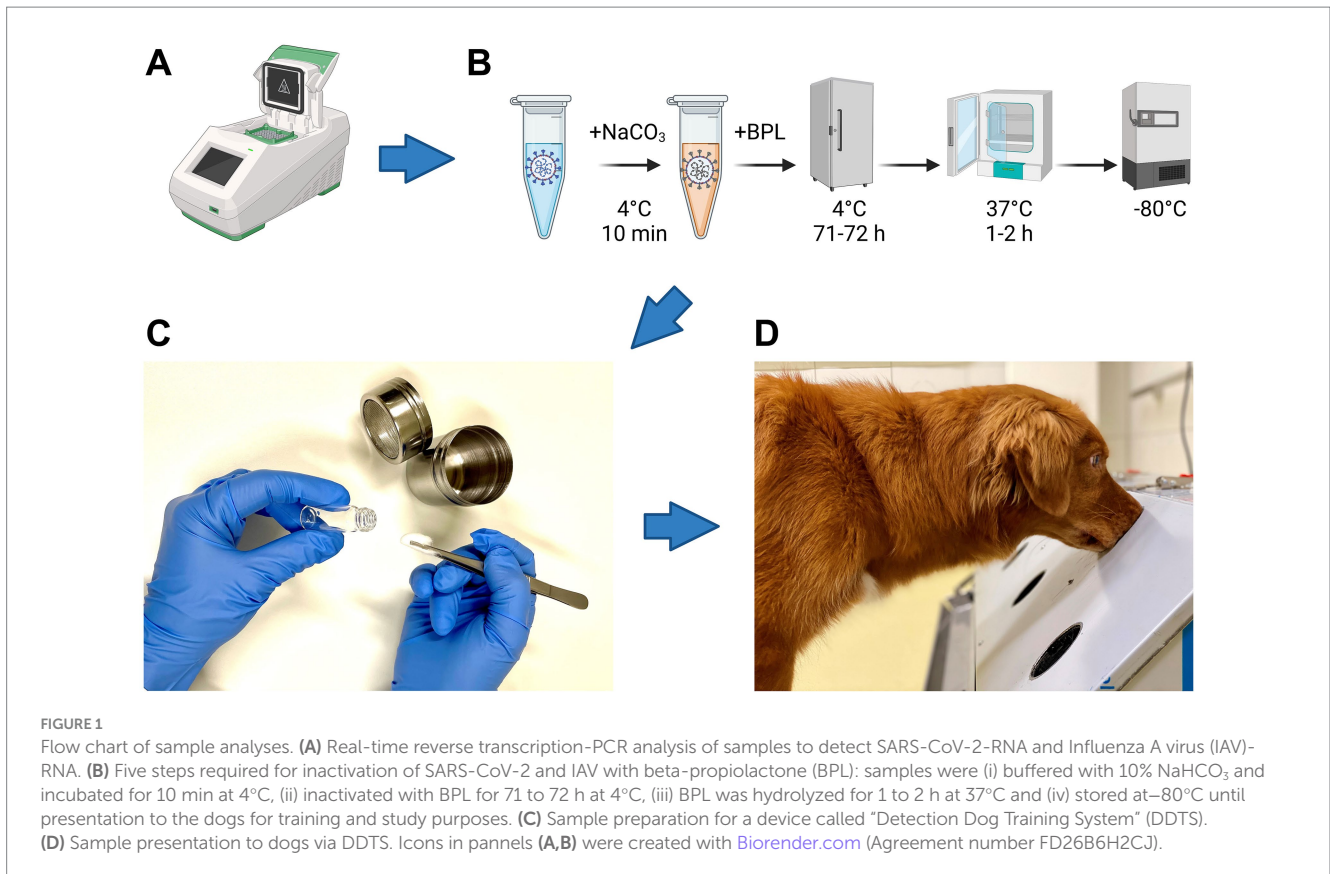 A
B
+NaCO₃
+BPL
4°C
10 min
4°C
71-72 h
37°C
1-2 h
-80°C
C
D
FIGURE 1
Flow chart of sample analyses. (A) Real-time reverse transcription-PCR analysis of samples to detect SARS-CoV-2-RNA and Influenza A virus (IAV)-
RNA. (B) Five steps required for inactivation of SARS-CoV-2 and IAV with beta-propiolactone (BPL): samples were (i) buffered with 10% NaHCO₃ and
incubated for 10 min at 4°C, (ii) inactivated with BPL for 71 to 72 h at 4°C, (iii) BPL was hydrolyzed for 1 to 2 h at 37°C and (iv) stored at−80°C until
presentation to the dogs for training and study purposes. (C) Sample preparation for a device called “Detection Dog Training System” (DDTS).
(D) Sample presentation to dogs via DDTS. Icons in pannels (A,B) were created with Biorender.com (Agreement number FD26B6H2CJ).